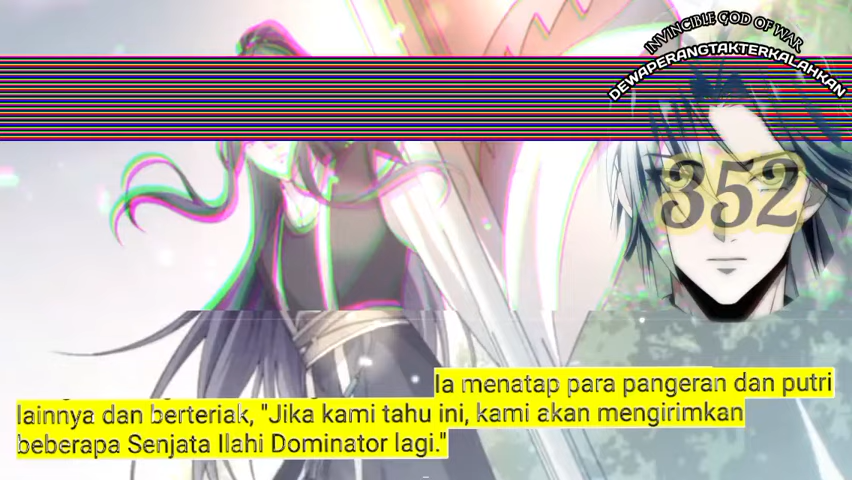 INVINCIBLE GOD OF WAR
DEWAPERANGTAKTERKALAHKAN
352
Ia menatap para pangeran dan putri
lainnya dan berteriak, "Jika kami tahu ini, kami akan mengirimkan
beberapa Senjata Ilahi Dominator lagi."